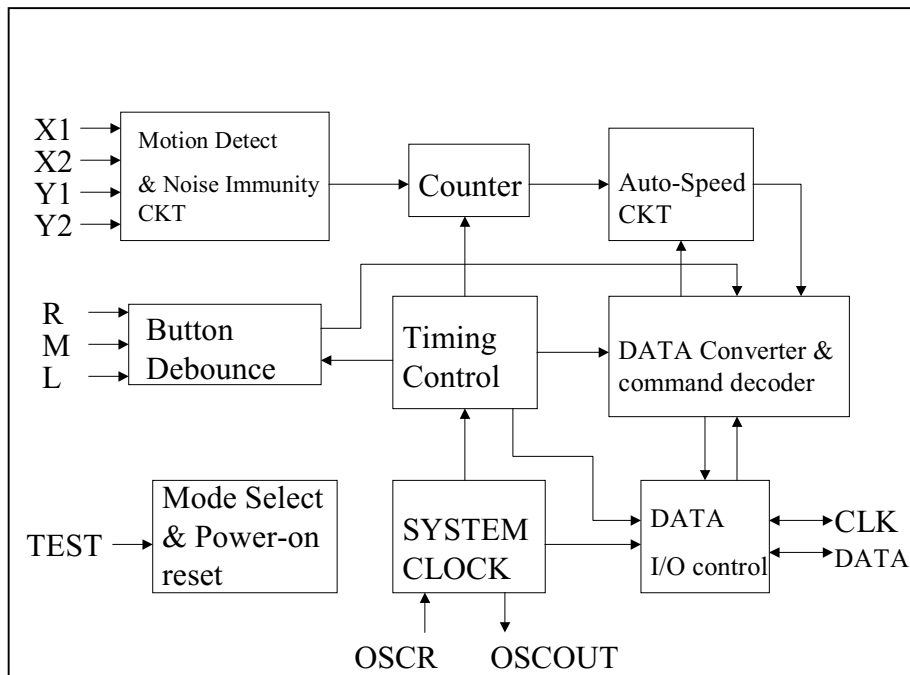 X1
X2
Y1
Y2
Motion Detect
& Noise Immunity
CKT
Counter
Auto-Speed
CKT
R
M
L
Button
Debounce
Timing
Control
DATA Converter &
command decoder
TEST
Mode Select
& Power-on
reset
SYSTEM
CLOCK
DATA
I/O control
CLK
DATA
OSCR
OSCOUT